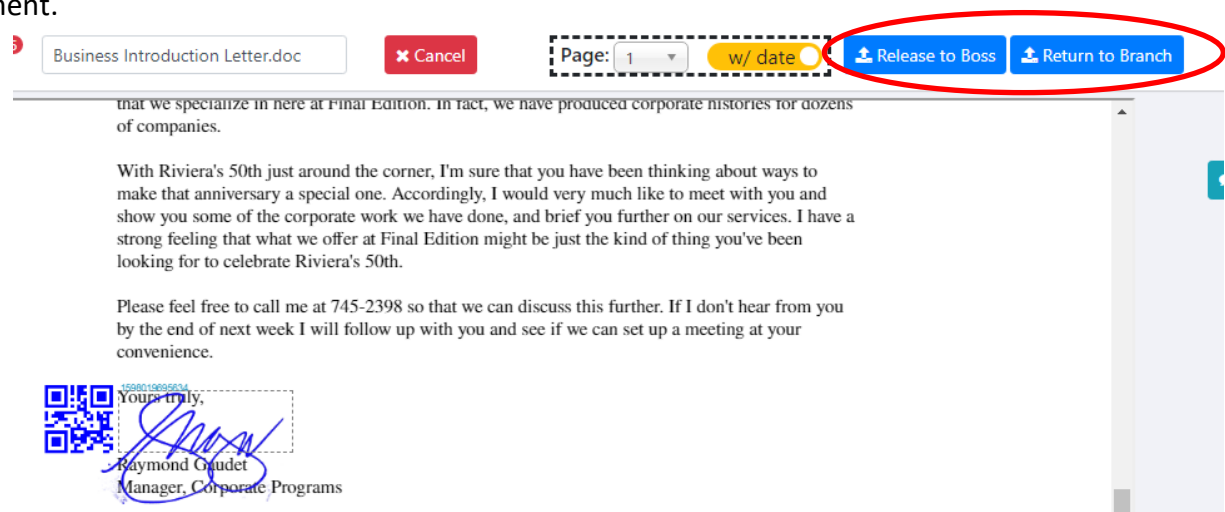 ment.
5
Business Introduction Letter.doc
Cancel
Page: 1
w/ date
Release to Boss
Return to Branch
that we specialize in here at Final Edition. In fact, we have produced corporate histories for dozens
of companies.
With Riviera's 50th just around the corner, I'm sure that you have been thinking about ways to
make that anniversary a special one. Accordingly, I would very much like to meet with you and
show you some of the corporate work we have done, and brief you further on our services. I have a
strong feeling that what we offer at Final Edition might be just the kind of thing you've been
looking for to celebrate Riviera's 50th.
Please feel free to call me at 745-2398 so that we can discuss this further. If I don't hear from you
by the end of next week I will follow up with you and see if we can set up a meeting at your
convenience.
1598019695634
Yours truly,
Raymond Gaudet
Manager, Corporate Programs